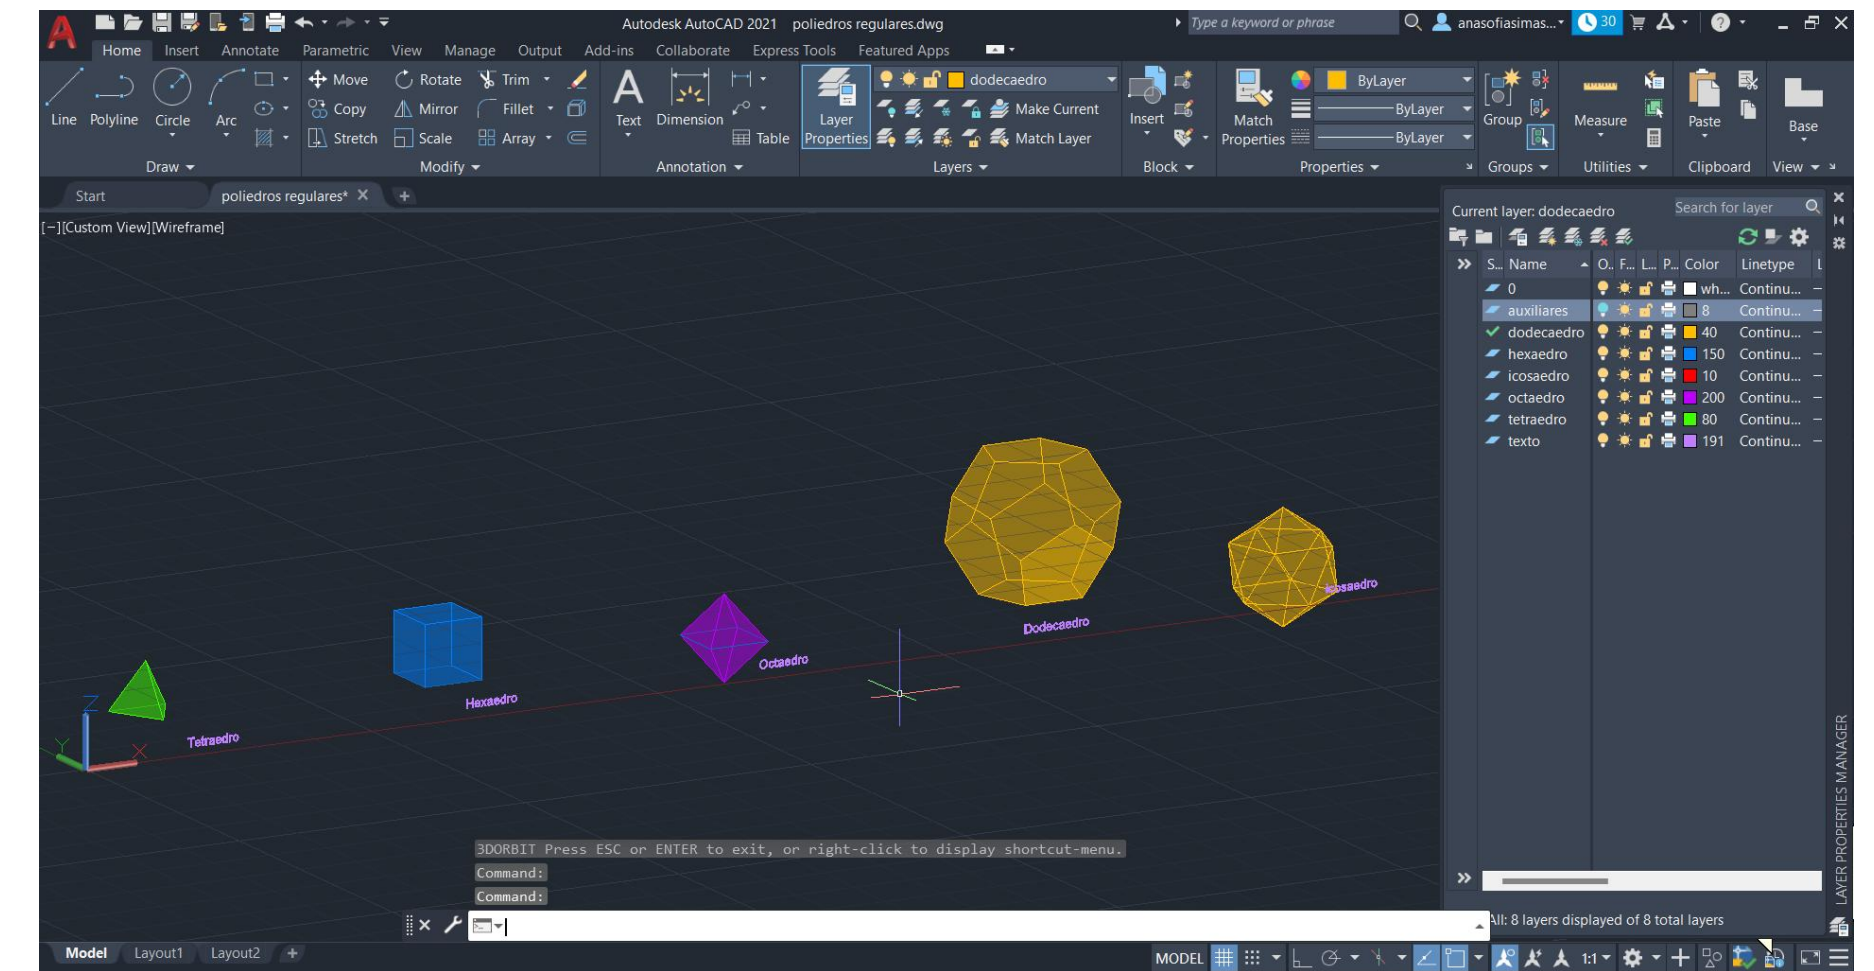 Autodesk AutoCAD 2021 poliedros regulares.dwg
Type a keyword or phrase
anasofiasimas...
30
Home Insert Annotate Parametric View Manage Output Add-ins Collaborate Express Tools Featured Apps
Line Polyline Circle Arc
Move Rotate Trim
Copy Mirror Fillet
Stretch Scale Array
Text Dimension
Table
Layer Properties
dodecaedro
Make Current
Match Layer
Insert
Match Properties
ByLayer
ByLayer
ByLayer
Group
Measure
Paste
Base
Draw Modify Annotation Layers Block Properties Groups Utilities Clipboard View
Start poliedros regulares*
[−][Custom View][Wireframe]
Current layer: dodecaedro
Search for layer
S.. Name O.. F... L... P... Color Linetype L
0 wh... Continu...
auxiliares 8 Continu...
dodecaedro 40 Continu...
hexaedro 150 Continu...
icosaedro 10 Continu...
octaedro 200 Continu...
tetraedro 80 Continu...
texto 191 Continu...
Icosaedro
Dodecaedro
Octaedro
Hexaedro
Tetraedro
Z
Y
X
3DORBIT Press ESC or ENTER to exit, or right-click to display shortcut-menu.
Command:
Command:
All: 8 layers displayed of 8 total layers
LAYER PROPERTIES MANAGER
Model Layout1 Layout2
MODEL
1:1